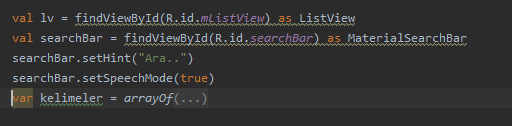 val lv = findViewById(R.id.mListView) as ListView
val searchBar = findViewById(R.id.searchBar) as MaterialSearchBar
searchBar.setHint("Ara..")
searchBar.setSpeechMode(true)
var kelimeler = arrayOf(...)